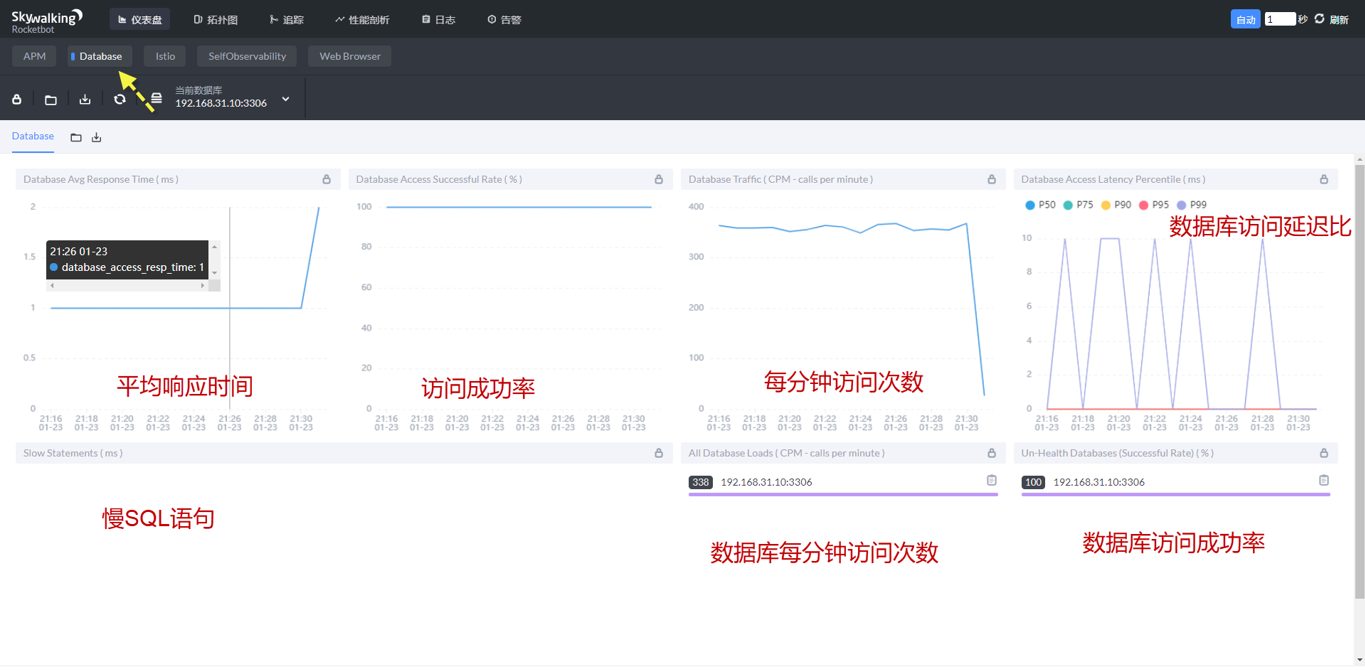 Skywalking
Rocketbot
仪表盘
拓扑图
追踪
性能剖析
日志
告警
自动
1
秒
刷新
APM
Database
Istio
SelfObservability
Web Browser
当前数据库
192.168.31.10:3306
Database
Database Avg Response Time ( ms )
2
1.5
1
0.5
0
21:26 01-23
database_access_resp_time: 1
平均响应时间
21:16 21:18 21:20 21:22 21:24 21:26 21:28 21:30
01-23 01-23 01-23 01-23 01-23 01-23 01-23 01-23
Database Access Successful Rate ( % )
100
80
60
40
20
0
访问成功率
21:16 21:18 21:20 21:22 21:24 21:26 21:28 21:30
01-23 01-23 01-23 01-23 01-23 01-23 01-23 01-23
Database Traffic ( CPM - calls per minute )
400
300
200
100
0
每分钟访问次数
21:16 21:18 21:20 21:22 21:24 21:26 21:28 21:30
01-23 01-23 01-23 01-23 01-23 01-23 01-23 01-23
Database Access Latency Percentile ( ms )
P50 P75 P90 P95 P99
数据库访问延迟比
10
8
6
4
2
0
21:16 21:18 21:20 21:22 21:24 21:26 21:28 21:30
01-23 01-23 01-23 01-23 01-23 01-23 01-23 01-23
Slow Statements ( ms )
慢SQL语句
All Database Loads ( CPM - calls per minute )
338 192.168.31.10:3306
数据库每分钟访问次数
Un-Health Databases (Successful Rate) ( % )
100 192.168.31.10:3306
数据库访问成功率